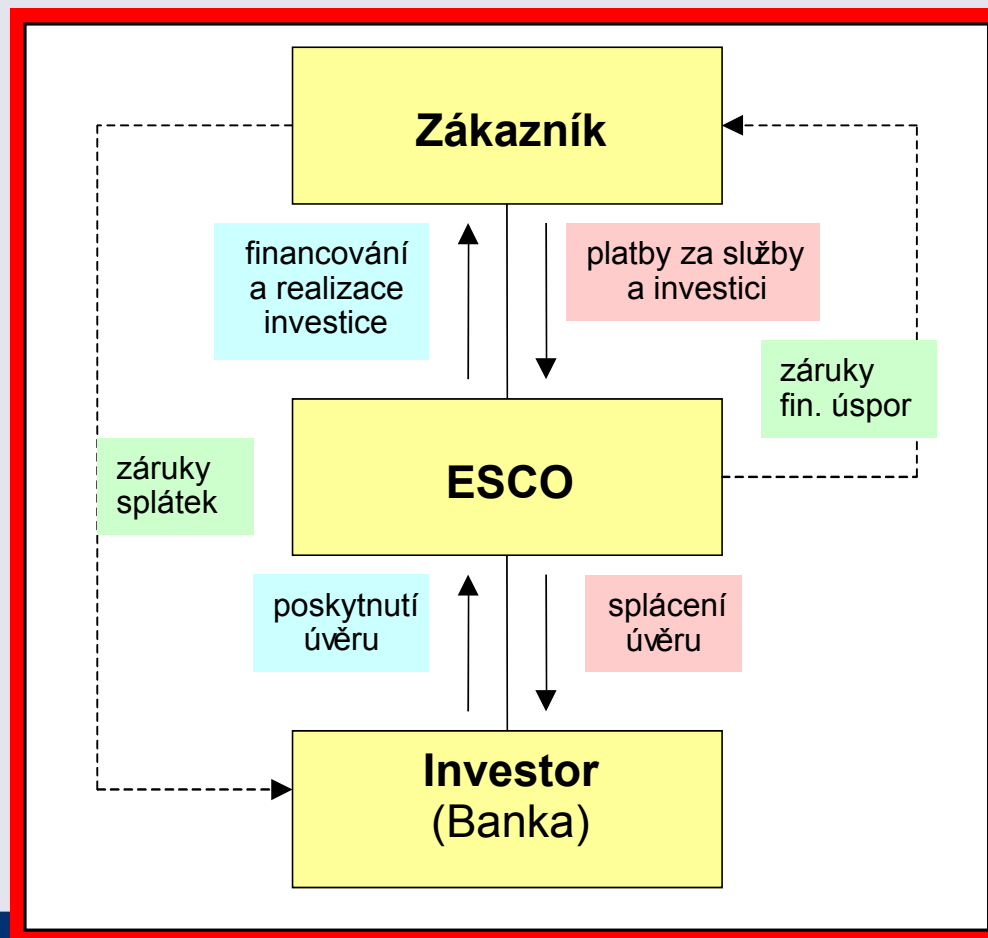 Zákazník
financování
a realizace
investice
platby za služby
a investici
záruky
fin. úspor
záruky
splátek
ESCO
poskytnutí
úvěru
splácení
úvěru
Investor
(Banka)